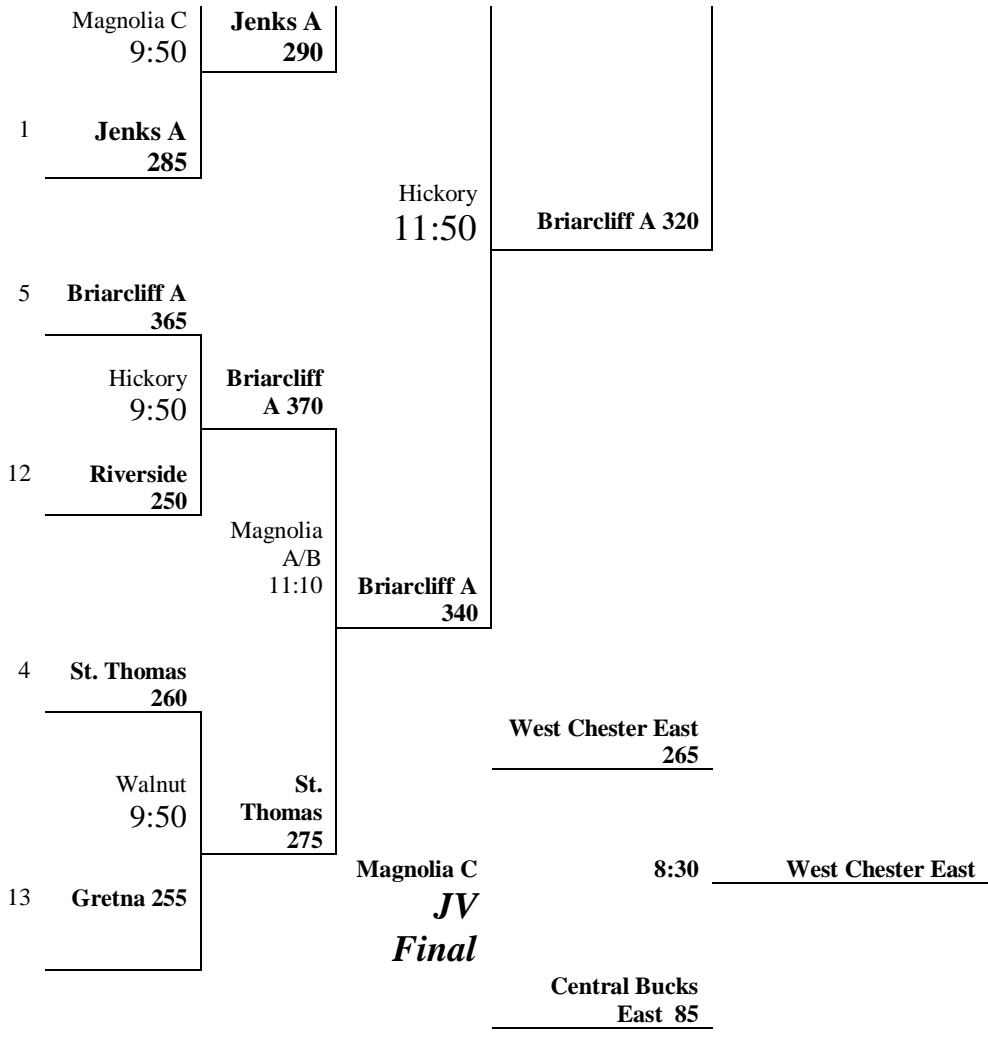 Magnolia C
9:50
Jenks A
290
1
Jenks A
285
Hickory
11:50
Briarcliff A 320
5
Briarcliff A
365
Hickory
9:50
Briarcliff
A 370
12
Riverside
250
Magnolia
A/B
11:10
Briarcliff A
340
4
St. Thomas
260
West Chester East
265
Walnut
9:50
St.
Thomas
275
Magnolia C
8:30
West Chester East
13
Gretna 255
JV
Final
Central Bucks
East 85